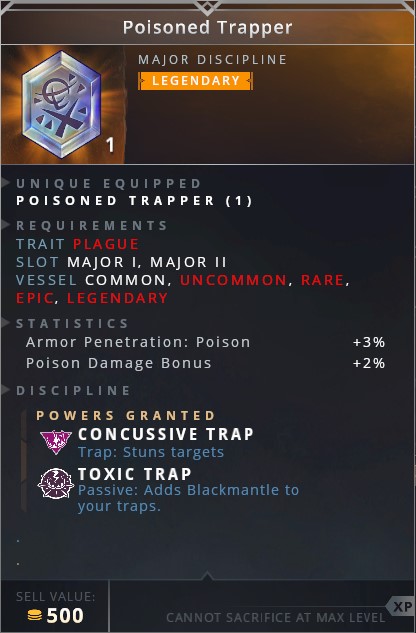 Poisoned Trapper
MAJOR DISCIPLINE
LEGENDARY
1
UNIQUE EQUIPPED
POISONED TRAPPER (1)
REQUIREMENTS
TRAIT PLAGUE
SLOT MAJOR I, MAJOR II
VESSEL COMMON, UNCOMMON, RARE,
EPIC, LEGENDARY
STATISTICS
Armor Penetration: Poison +3%
Poison Damage Bonus +2%
DISCIPLINE
POWERS GRANTED
CONCUSSIVE TRAP
Trap: Stuns targets
TOXIC TRAP
Passive: Adds Blackmantle to
your traps.
.
.
SELL VALUE:
500
XP
CANNOT SACRIFICE AT MAX LEVEL